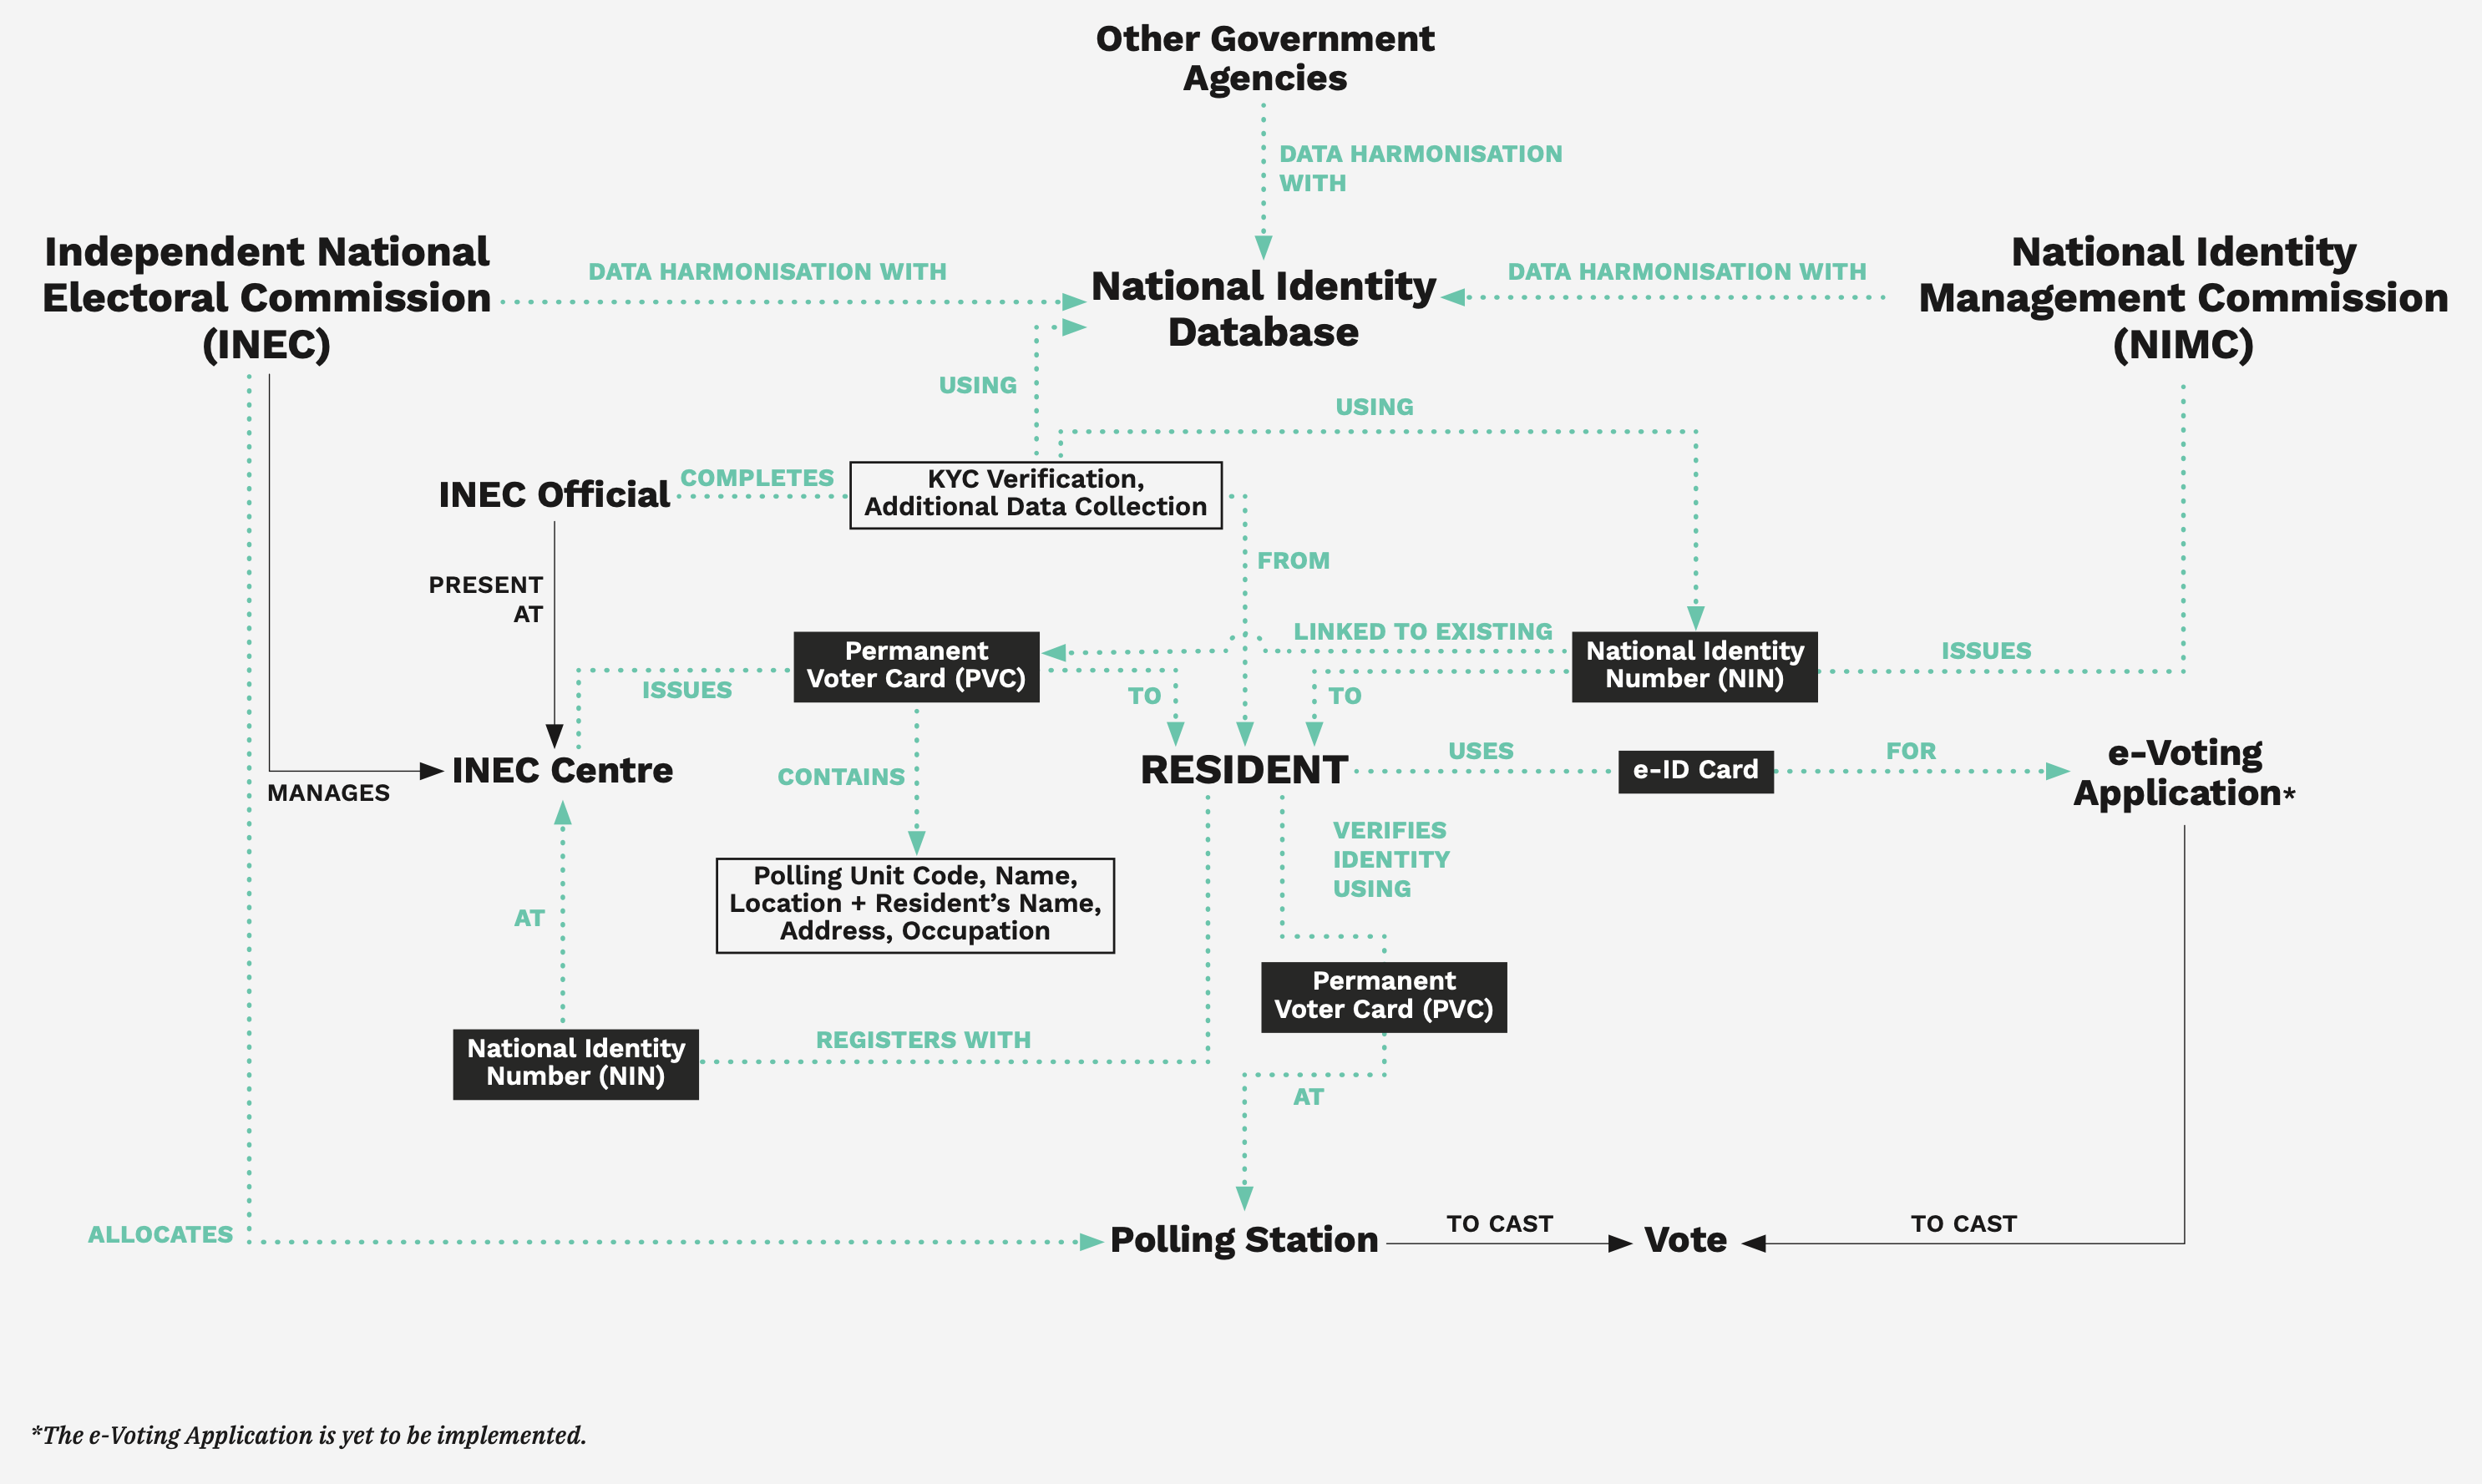 Other Government
Agencies
DATA HARMONISATION
WITH
Independent National
Electoral Commission
(INEC)
DATA HARMONISATION WITH
National Identity
Database
DATA HARMONISATION WITH
National Identity
Management Commission
(NIMC)
USING
USING
INEC Official
COMPLETES
KYC Verification,
Additional Data Collection
FROM
PRESENT
AT
Permanent
Voter Card (PVC)
LINKED TO EXISTING
National Identity
Number (NIN)
ISSUES
ISSUES
TO
TO
INEC Centre
MANAGES
CONTAINS
RESIDENT
USES
e-ID Card
FOR
e-Voting
Application*
VERIFIES
IDENTITY
USING
Polling Unit Code, Name,
Location + Resident’s Name,
Address, Occupation
AT
Permanent
Voter Card (PVC)
National Identity
Number (NIN)
REGISTERS WITH
AT
ALLOCATES
Polling Station
TO CAST
Vote
TO CAST
*The e-Voting Application is yet to be implemented.